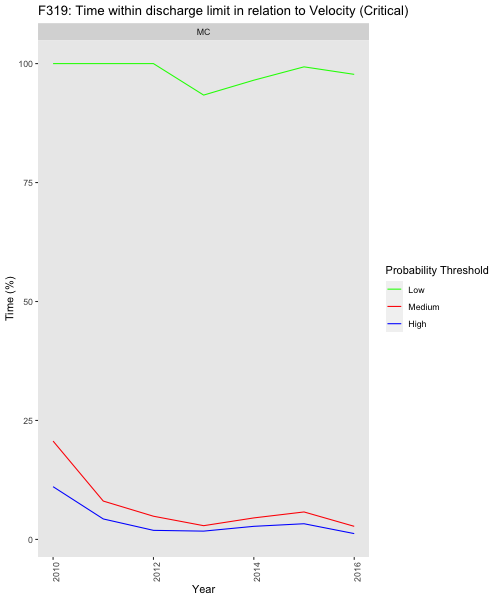 F319: Time within discharge limit in relation to Velocity (Critical)
MC
100
75
50
25
0
Time (%)
2010
2012
2014
2016
Year
Probability Threshold
Low
Medium
High